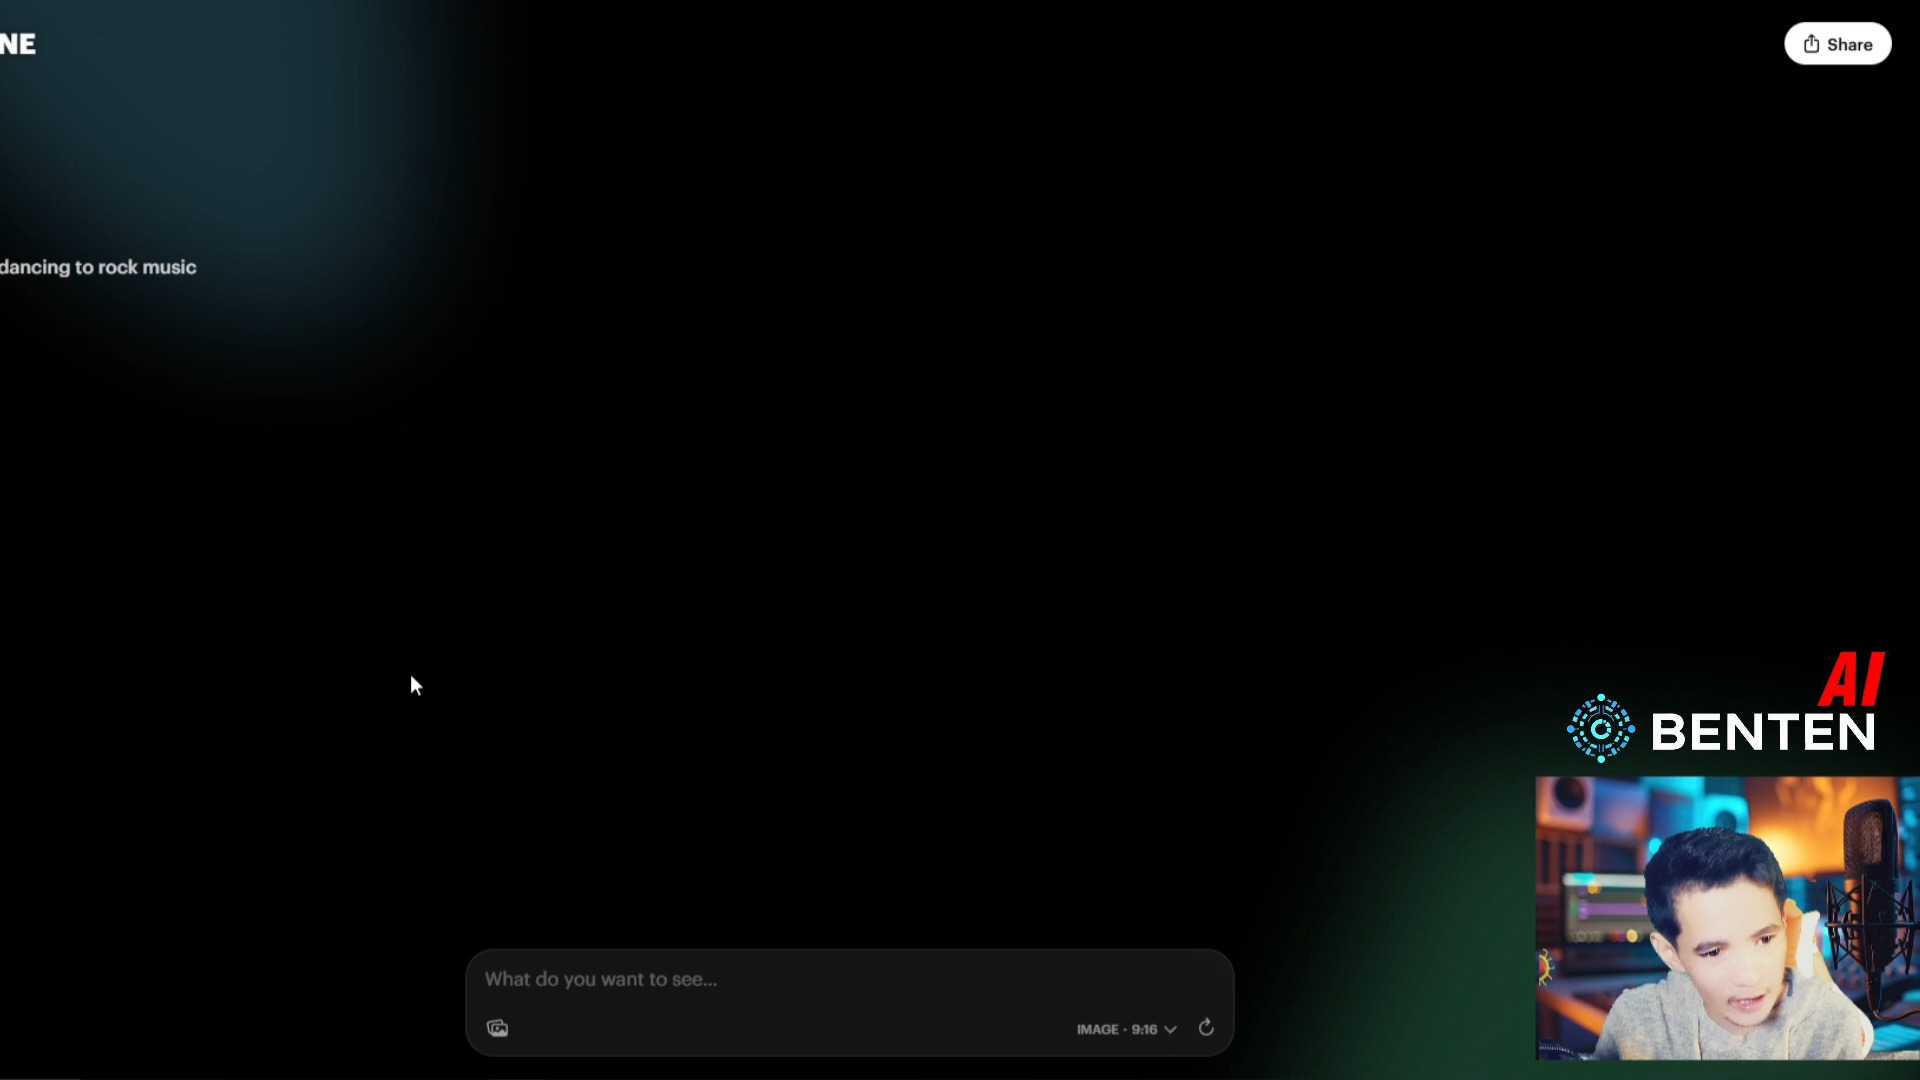 NE
Share
dancing to rock music
AI
BENTEN
What do you want to see...
IMAGE · 9:16